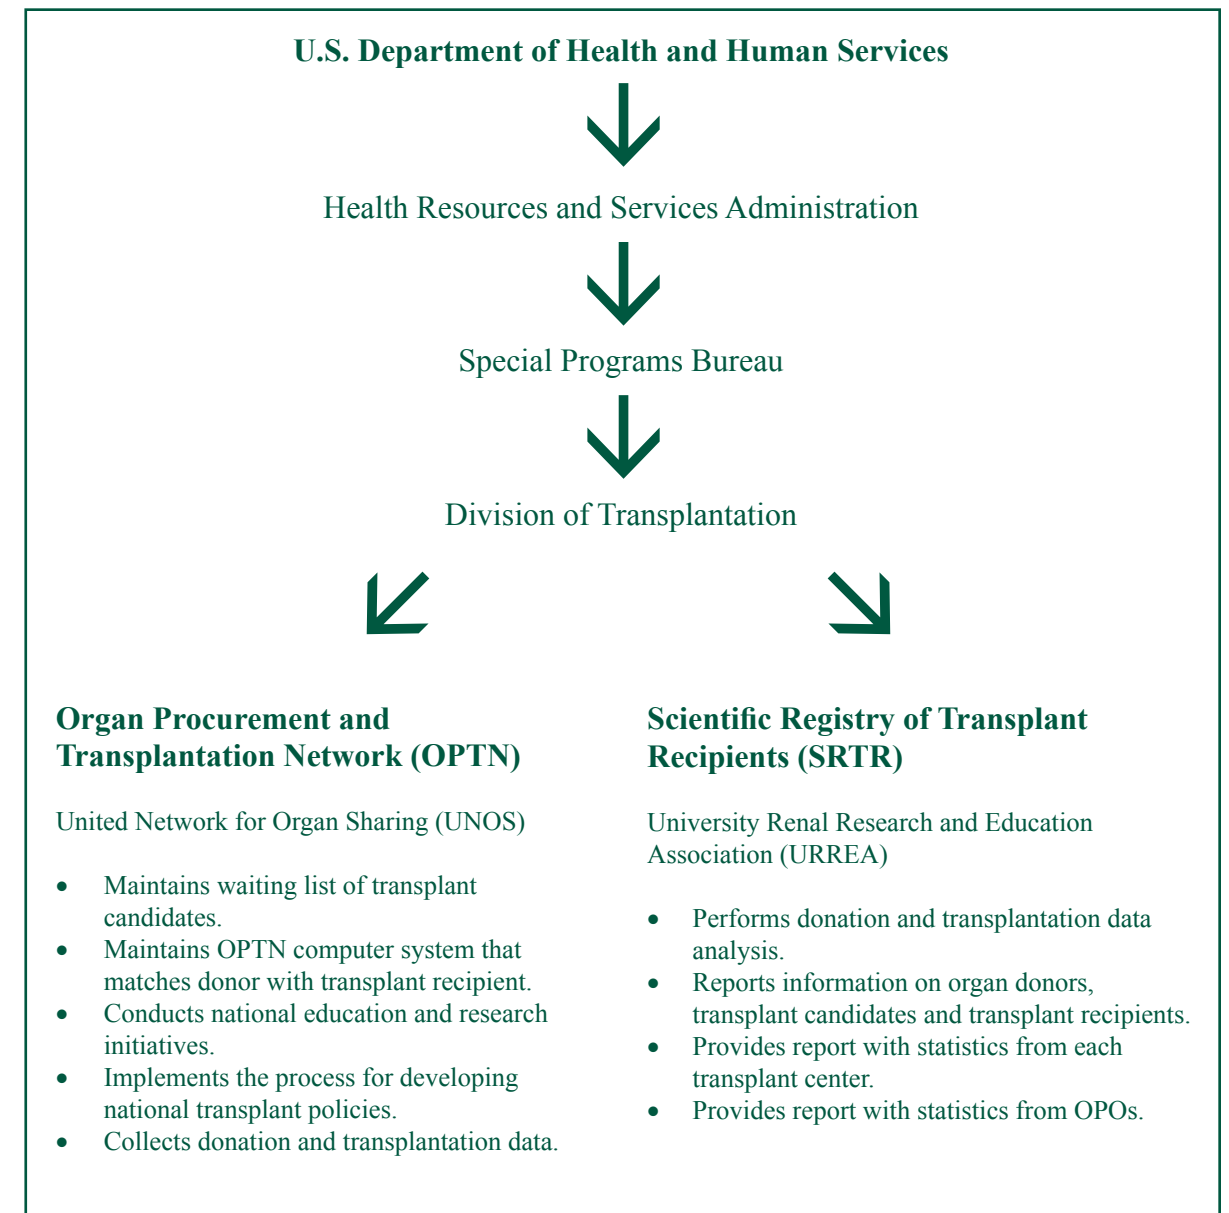 U.S. Department of Health and Human Services
Health Resources and Services Administration
Special Programs Bureau
Division of Transplantation
Organ Procurement and
Transplantation Network (OPTN)
United Network for Organ Sharing (UNOS)
• Maintains waiting list of transplant
candidates.
• Maintains OPTN computer system that
matches donor with transplant recipient.
• Conducts national education and research
initiatives.
• Implements the process for developing
national transplant policies.
• Collects donation and transplantation data.
Scientific Registry of Transplant
Recipients (SRTR)
University Renal Research and Education
Association (URREA)
• Performs donation and transplantation data
analysis.
• Reports information on organ donors,
transplant candidates and transplant recipients.
• Provides report with statistics from each
transplant center.
• Provides report with statistics from OPOs.